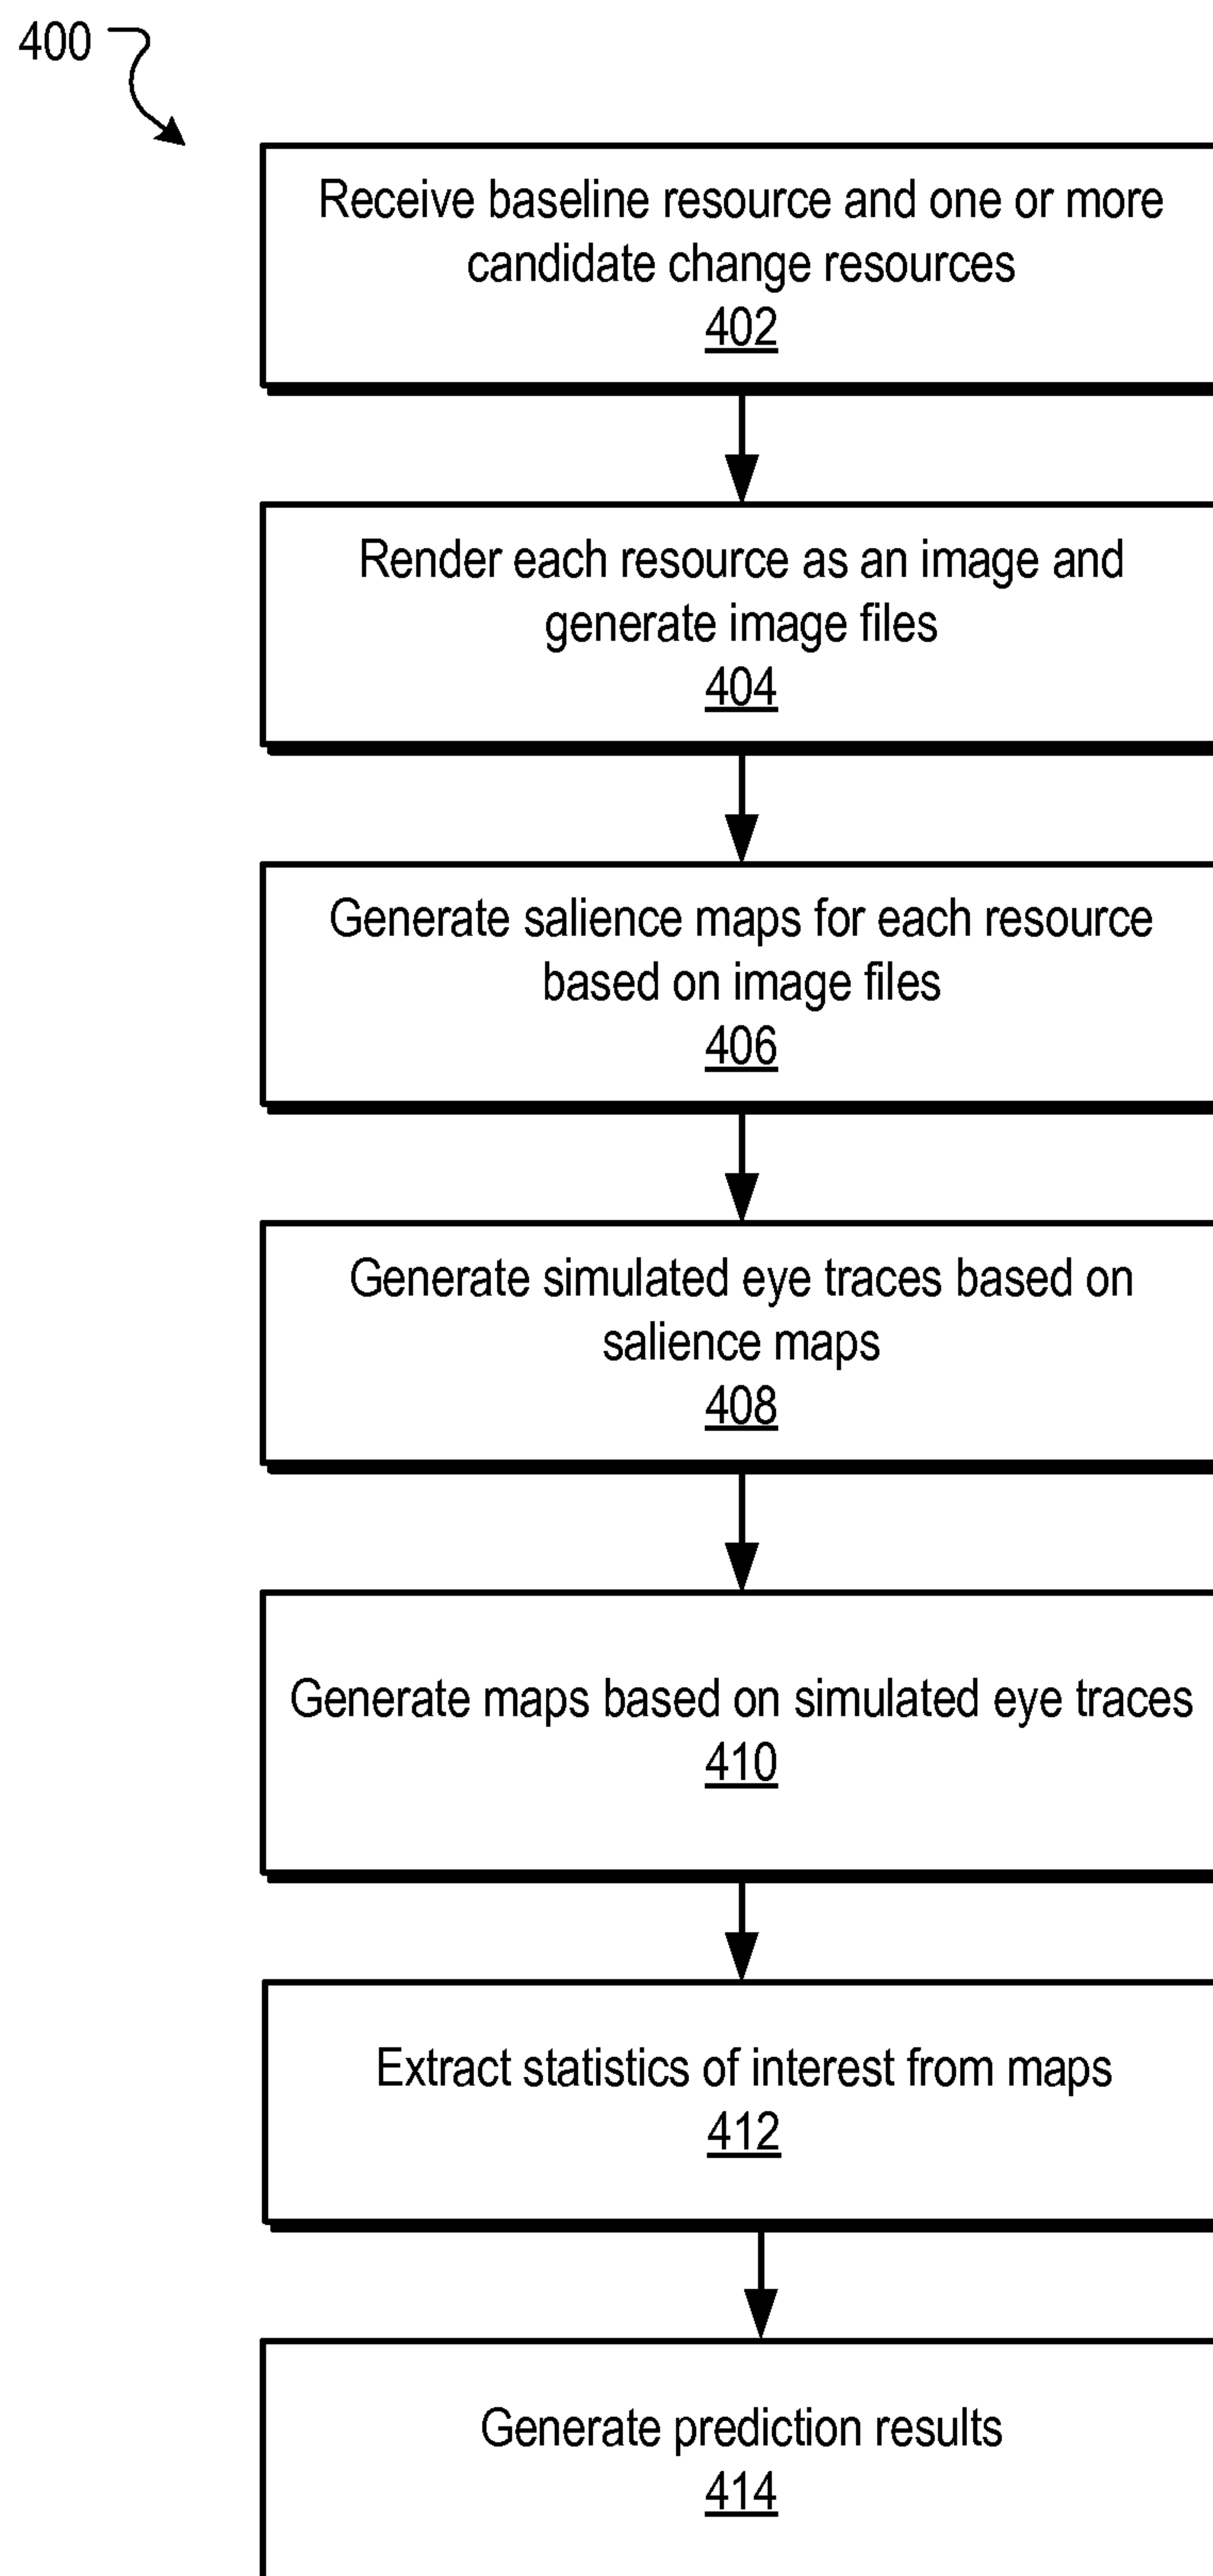 400
Receive baseline resource and one or more
candidate change resources
402
Render each resource as an image and
generate image files
404
Generate salience maps for each resource
based on image files
406
Generate simulated eye traces based on
salience maps
408
Generate maps based on simulated eye traces
410
Extract statistics of interest from maps
412
Generate prediction results
414